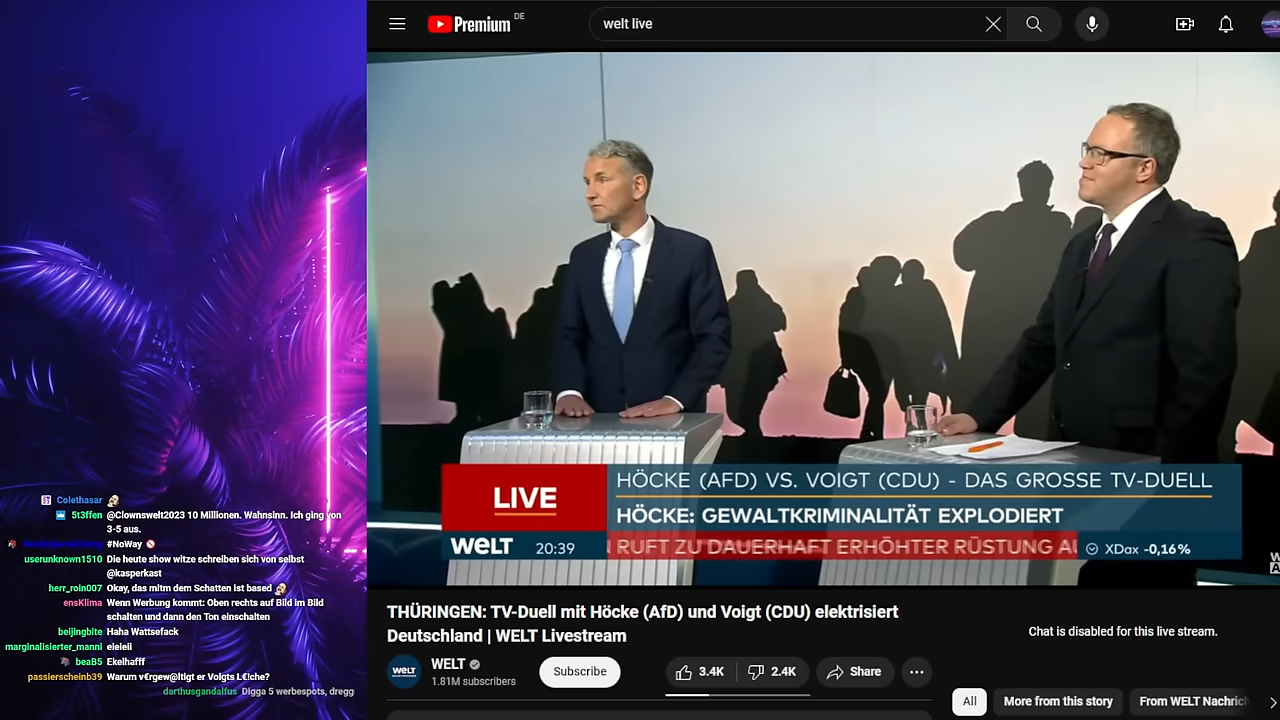 Premium DE
welt live
LIVE
HÖCKE (AFD) VS. VOIGT (CDU) - DAS GROSSE TV-DUELL
HÖCKE: GEWALTKRIMINALITÄT EXPLODIERT
WELT 20:39
RUFT ZU DAUERHAFT ERHÖHTER RÜSTUNG
XDax -0,16%
THÜRINGEN: TV-Duell mit Höcke (AfD) und Voigt (CDU) elektrisiert
Deutschland | WELT Livestream
Chat is disabled for this live stream.
WELT
WELT
1.81M subscribers
Subscribe
3.4K
2.4K
Share
All
More from this story
From WELT Nachric
Colethasar
5t3ffen @Clownswelt2023 10 Millionen. Wahnsinn. Ich ging von
3-5 aus.
#NoWay
userunknown1510 Die heute show witze schreiben sich von selbst
@kasperkast
herr_roin007 Okay, das mitm dem Schatten ist based
ensKlima Wenn Werbung kommt: Oben rechts auf Bild im Bild
schalten und dann den Ton einschalten
beijingbite Haha Wattsefack
marginalisierter_manni eleleli
beaB5 Ekelhafff
passierscheinb39 Warum v€rgew@ltigt er Voigts L€iche?
darthusgandalfus Digga 5 werbespots, dregg